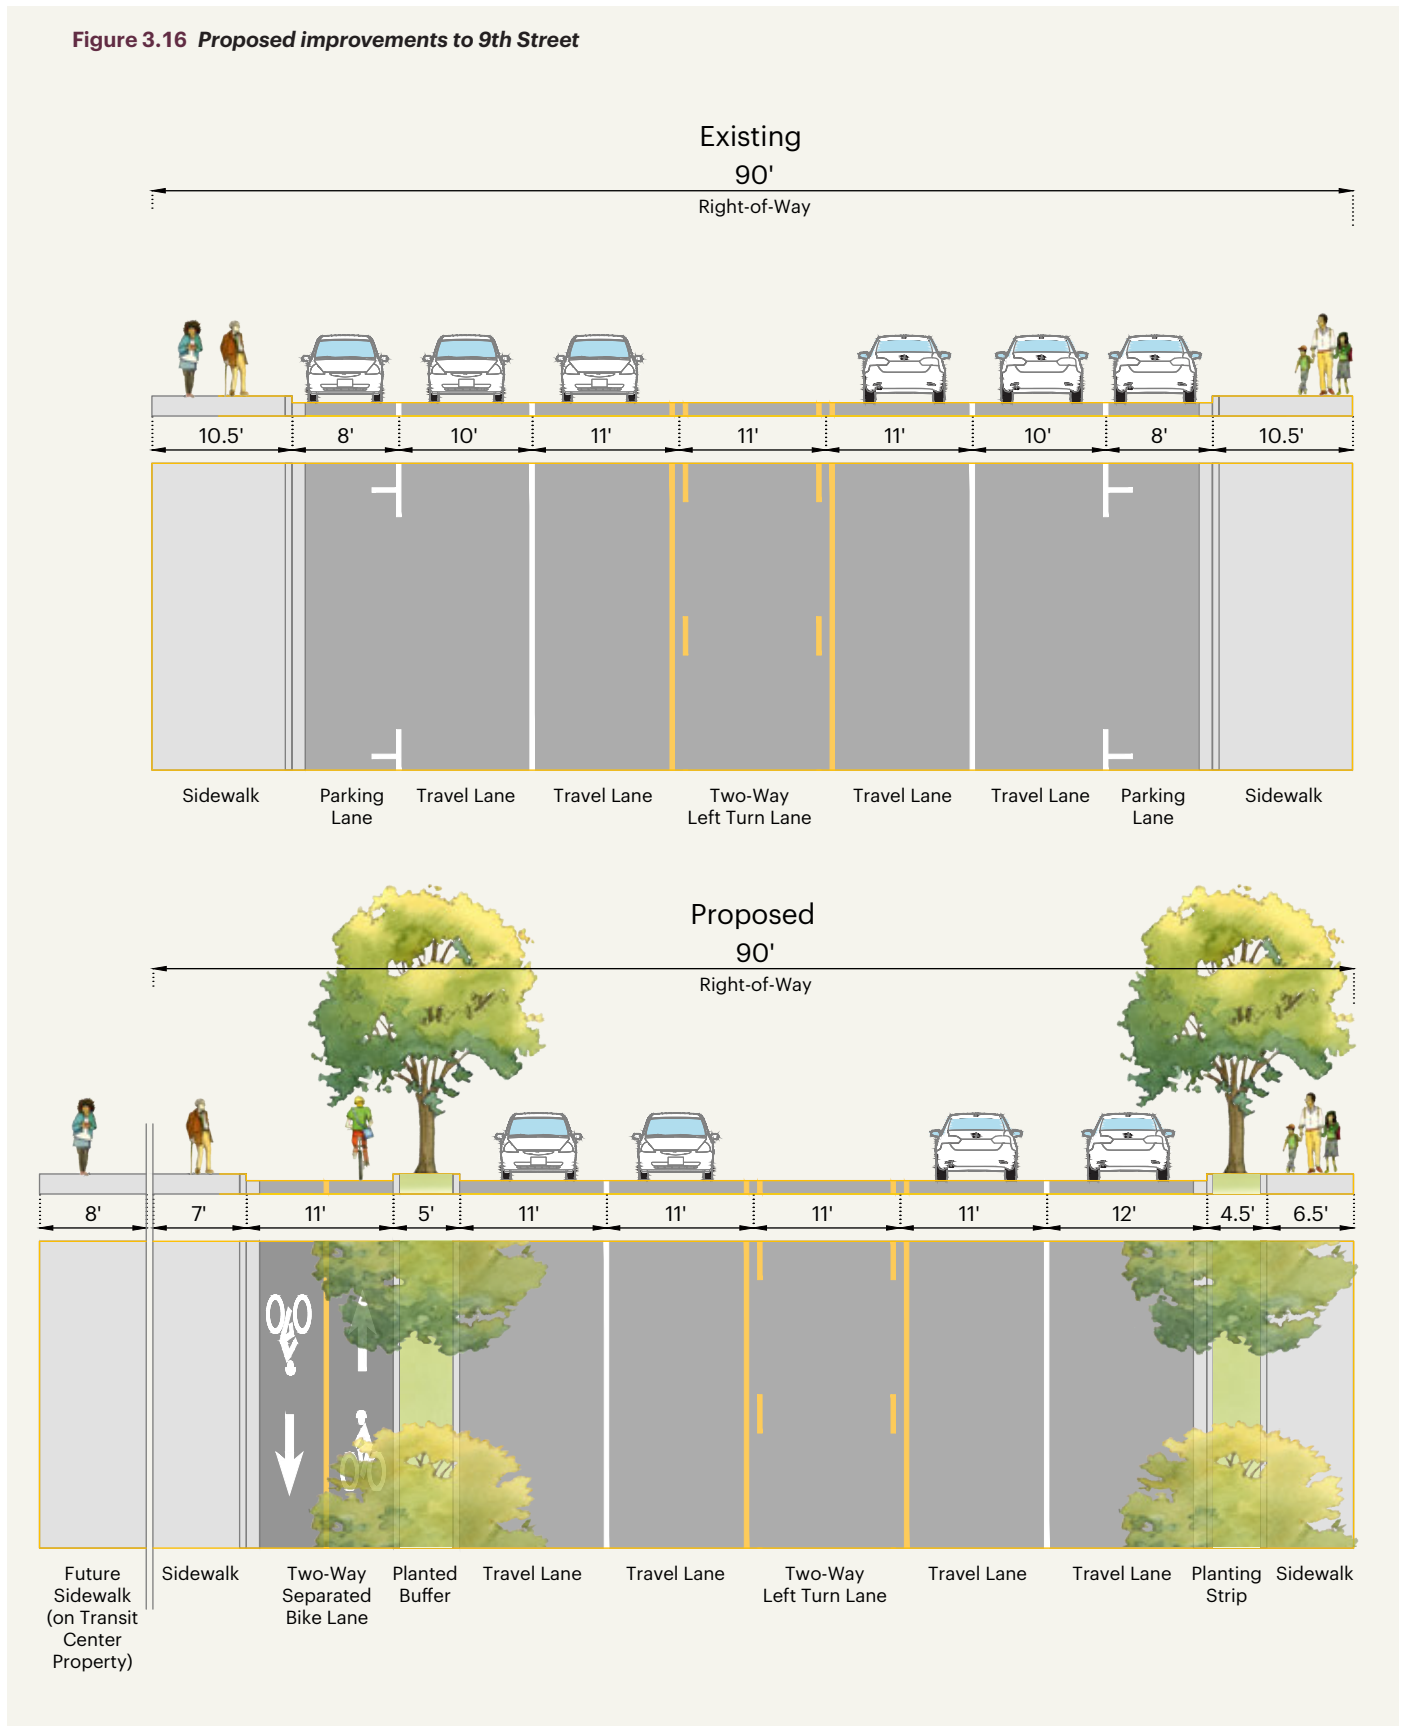 Figure 3.16 Proposed improvements to 9th Street
Existing
90'
Right-of-Way
10.5' 8' 10' 11' 11' 11' 10' 8' 10.5'
Sidewalk Parking Travel Lane Travel Lane Two-Way Travel Lane Travel Lane Parking Sidewalk
Lane Left Turn Lane Lane
Proposed
90'
Right-of-Way
8' 7' 11' 5' 11' 11' 11' 11' 12' 4.5' 6.5'
Future Sidewalk Two-Way Planted Travel Lane Travel Lane Two-Way Travel Lane Travel Lane Planting Sidewalk
Sidewalk Separated Buffer Left Turn Lane Strip
(on Transit Bike Lane
Center
Property)